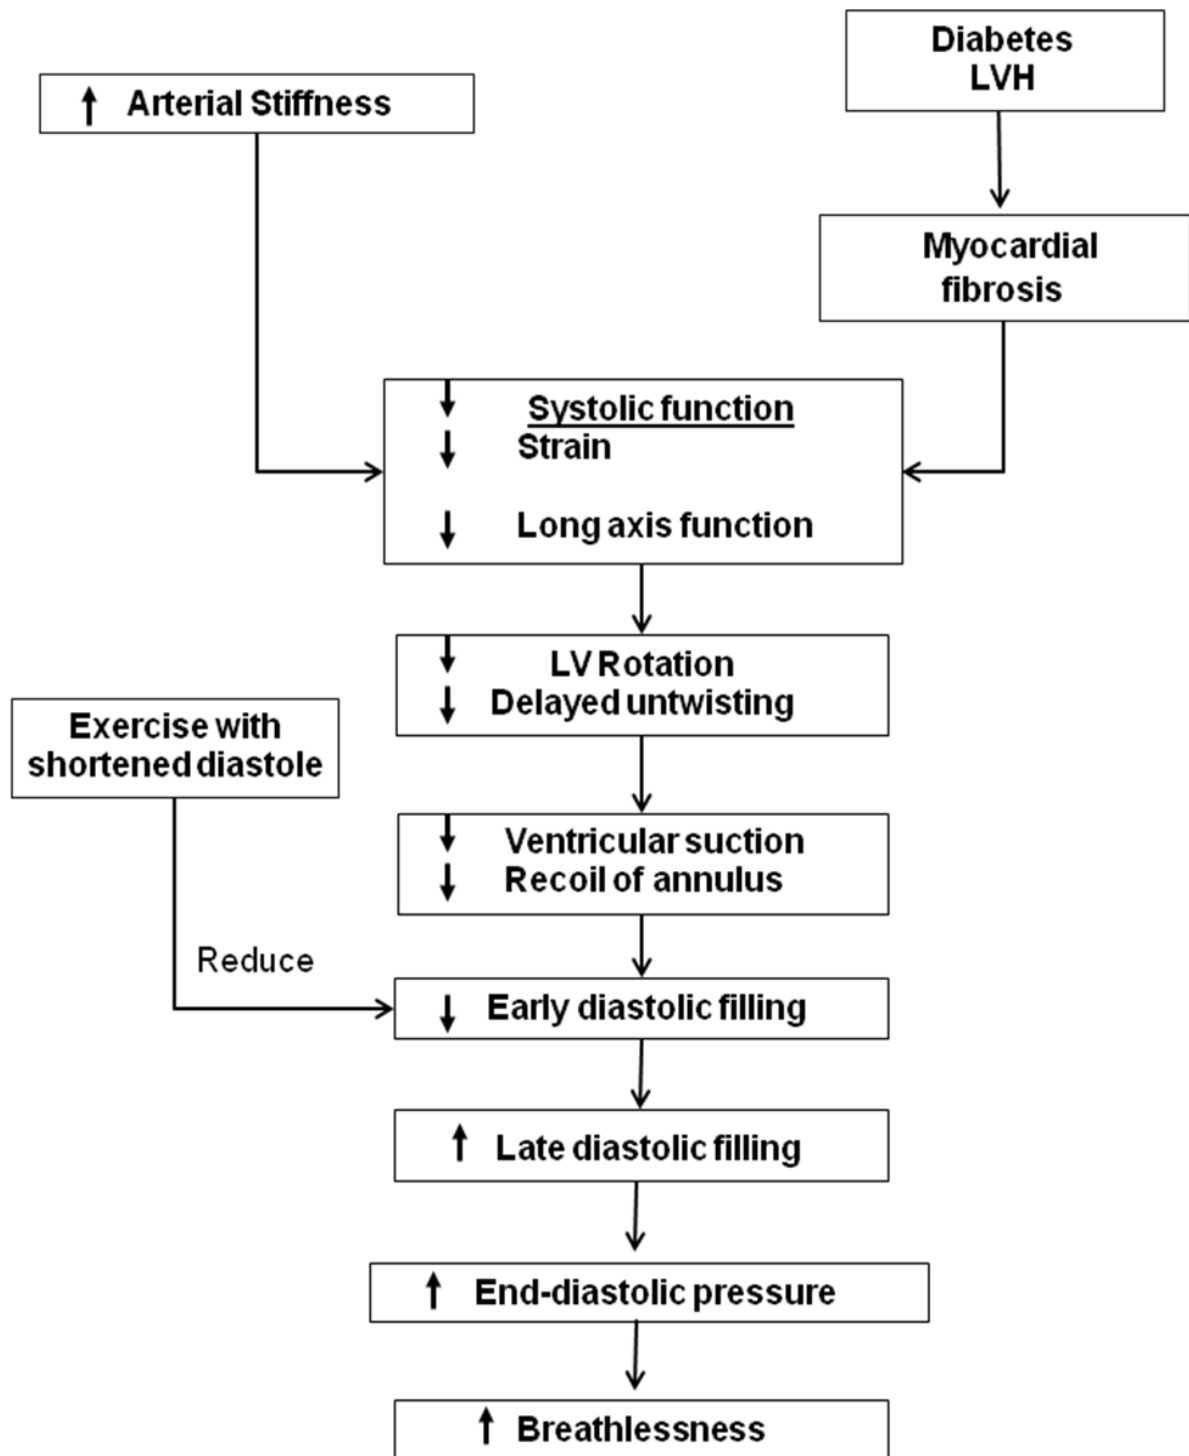 Diabetes
LVH
↑ Arterial Stiffness
Myocardial
fibrosis
↓ Systolic function
↓ Strain
↓ Long axis function
↓ LV Rotation
↓ Delayed untwisting
Exercise with
shortened diastole
↓ Ventricular suction
↓ Recoil of annulus
Reduce
↓ Early diastolic filling
↑ Late diastolic filling
↑ End-diastolic pressure
↑ Breathlessness